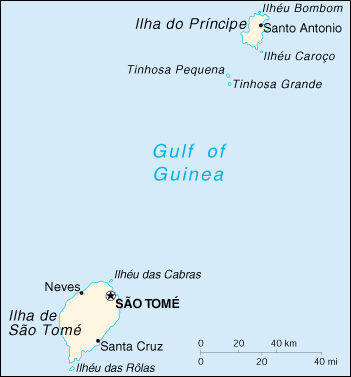 Ilhéu Bombom
Ilha do Príncipe
Santo Antonio
Ilhéu Caroço
Tinhosa Pequena
Tinhosa Grande
Gulf of
Guinea
Ilhéu das Cabras
Neves
SÃO TOMÉ
Ilha de
São Tomé
Santa Cruz
Ilhéu das Rôlas
0 20 40 km
0 20 40 mi